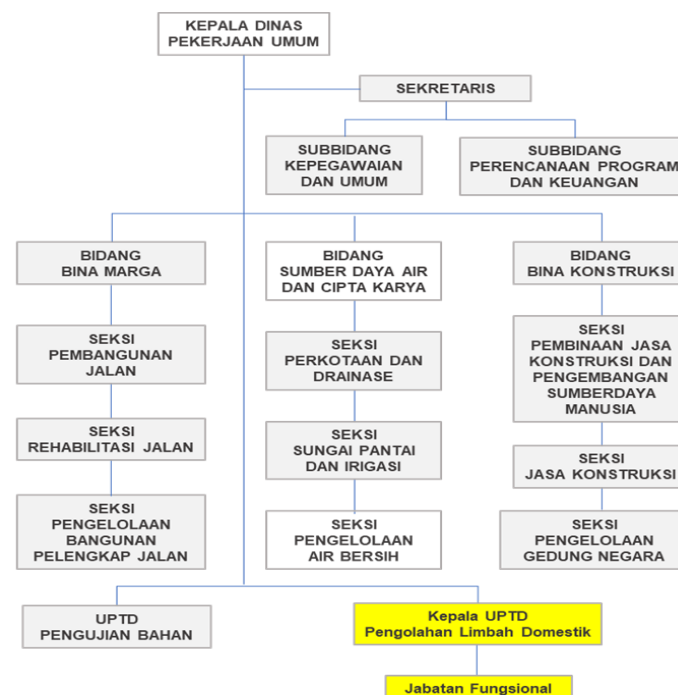 KEPALA DINAS
PEKERJAAN UMUM
SEKRETARIS
SUBBIDANG
KEPEGAWAIAN
DAN UMUM
SUBBIDANG
PERENCANAAN PROGRAM
DAN KEUANGAN
BIDANG
BINA MARGA
BIDANG
SUMBER DAYA AIR
DAN CIPTA KARYA
BIDANG
BINA KONSTRUKSI
SEKSI
PEMBANGUNAN
JALAN
SEKSI
PERKOTAAN DAN
DRAINASE
SEKSI
PEMBINAAN JASA
KONSTRUKSI DAN
PENGEMBANGAN
SUMBERDAYA
MANUSIA
SEKSI
REHABILITASI JALAN
SEKSI
SUNGAI PANTAI
DAN IRIGASI
SEKSI
JASA KONSTRUKSI
SEKSI
PENGELOLAAN
BANGUNAN
PELENGKAP JALAN
SEKSI
PENGELOLAAN
AIR BERSIH
SEKSI
PENGELOLAAN
GEDUNG NEGARA
UPTD
PENGUJIAN BAHAN
Kepala UPTD
Pengolahan Limbah Domestik
Jabatan Fungsional